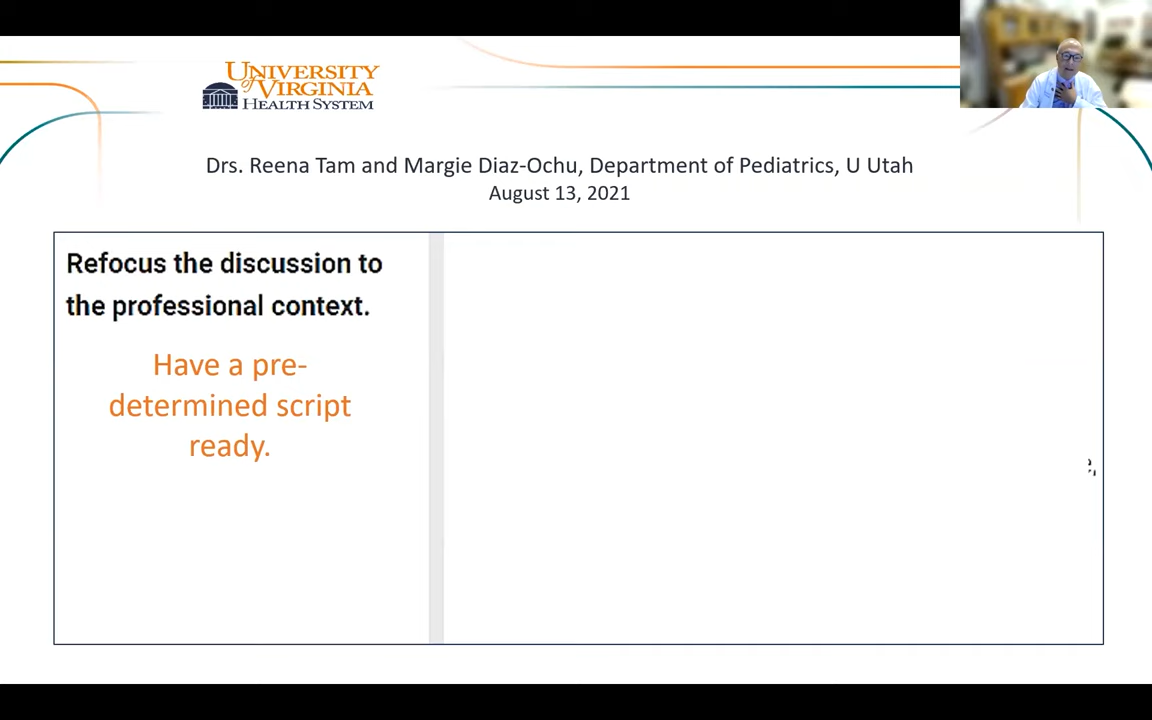 UNIVERSITY
of VIRGINIA
HEALTH SYSTEM
Drs. Reena Tam and Margie Diaz-Ochu, Department of Pediatrics, U Utah
August 13, 2021
Refocus the discussion to
the professional context.
Have a pre-
determined script
ready.